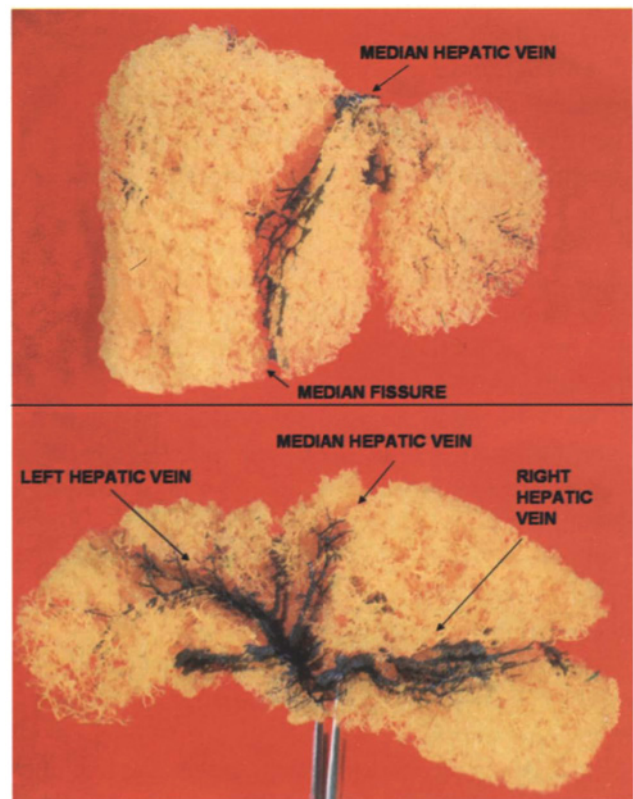 MEDIAN HEPATIC VEIN
MEDIAN FISSURE
MEDIAN HEPATIC VEIN
LEFT HEPATIC VEIN
RIGHT
HEPATIC
VEIN